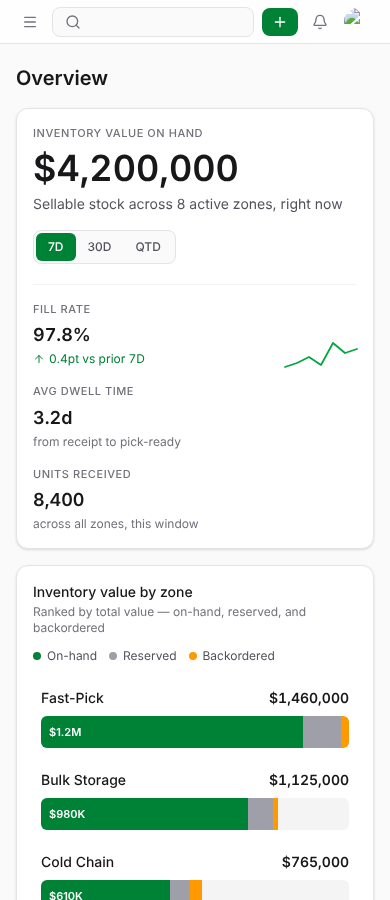 Overview
INVENTORY VALUE ON HAND
$4,200,000
Sellable stock across 8 active zones, right now
7D 30D QTD
FILL RATE
97.8%
↑ 0.4pt vs prior 7D
AVG DWELL TIME
3.2d
from receipt to pick-ready
UNITS RECEIVED
8,400
across all zones, this window
Inventory value by zone
Ranked by total value — on-hand, reserved, and
backordered
On-hand Reserved Backordered
Fast-Pick $1,460,000
$1.2M
Bulk Storage $1,125,000
$980K
Cold Chain $765,000
$610K